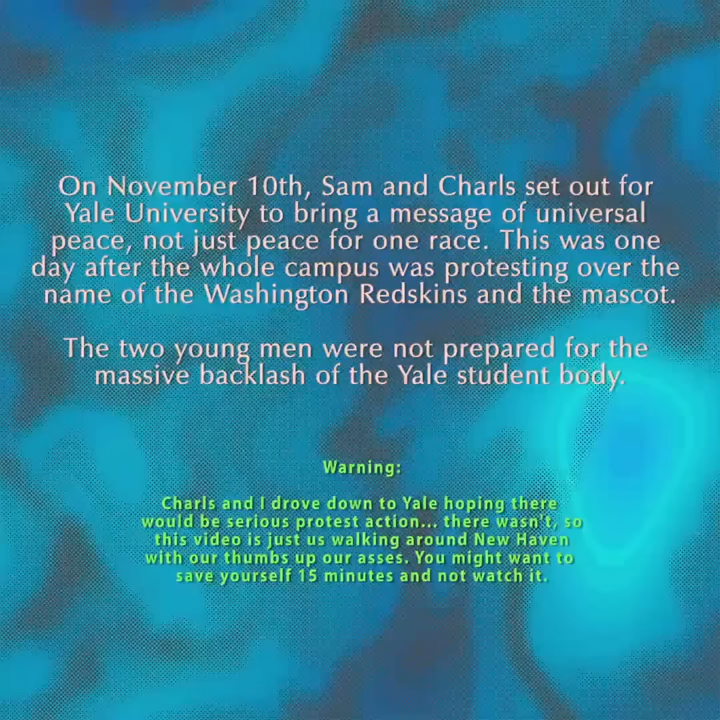 On November 10th, Sam and Charls set out for
Yale University to bring a message of universal
peace, not just peace for one race. This was one
day after the whole campus was protesting over the
name of the Washington Redskins and the mascot.
The two young men were not prepared for the
massive backlash of the Yale student body.
Warning:
Charls and I drove down to Yale hoping there
would be serious protest action... there wasn't, so
this video is just us walking around New Haven
with our thumbs up our asses. You might want to
save yourself 15 minutes and not watch it.